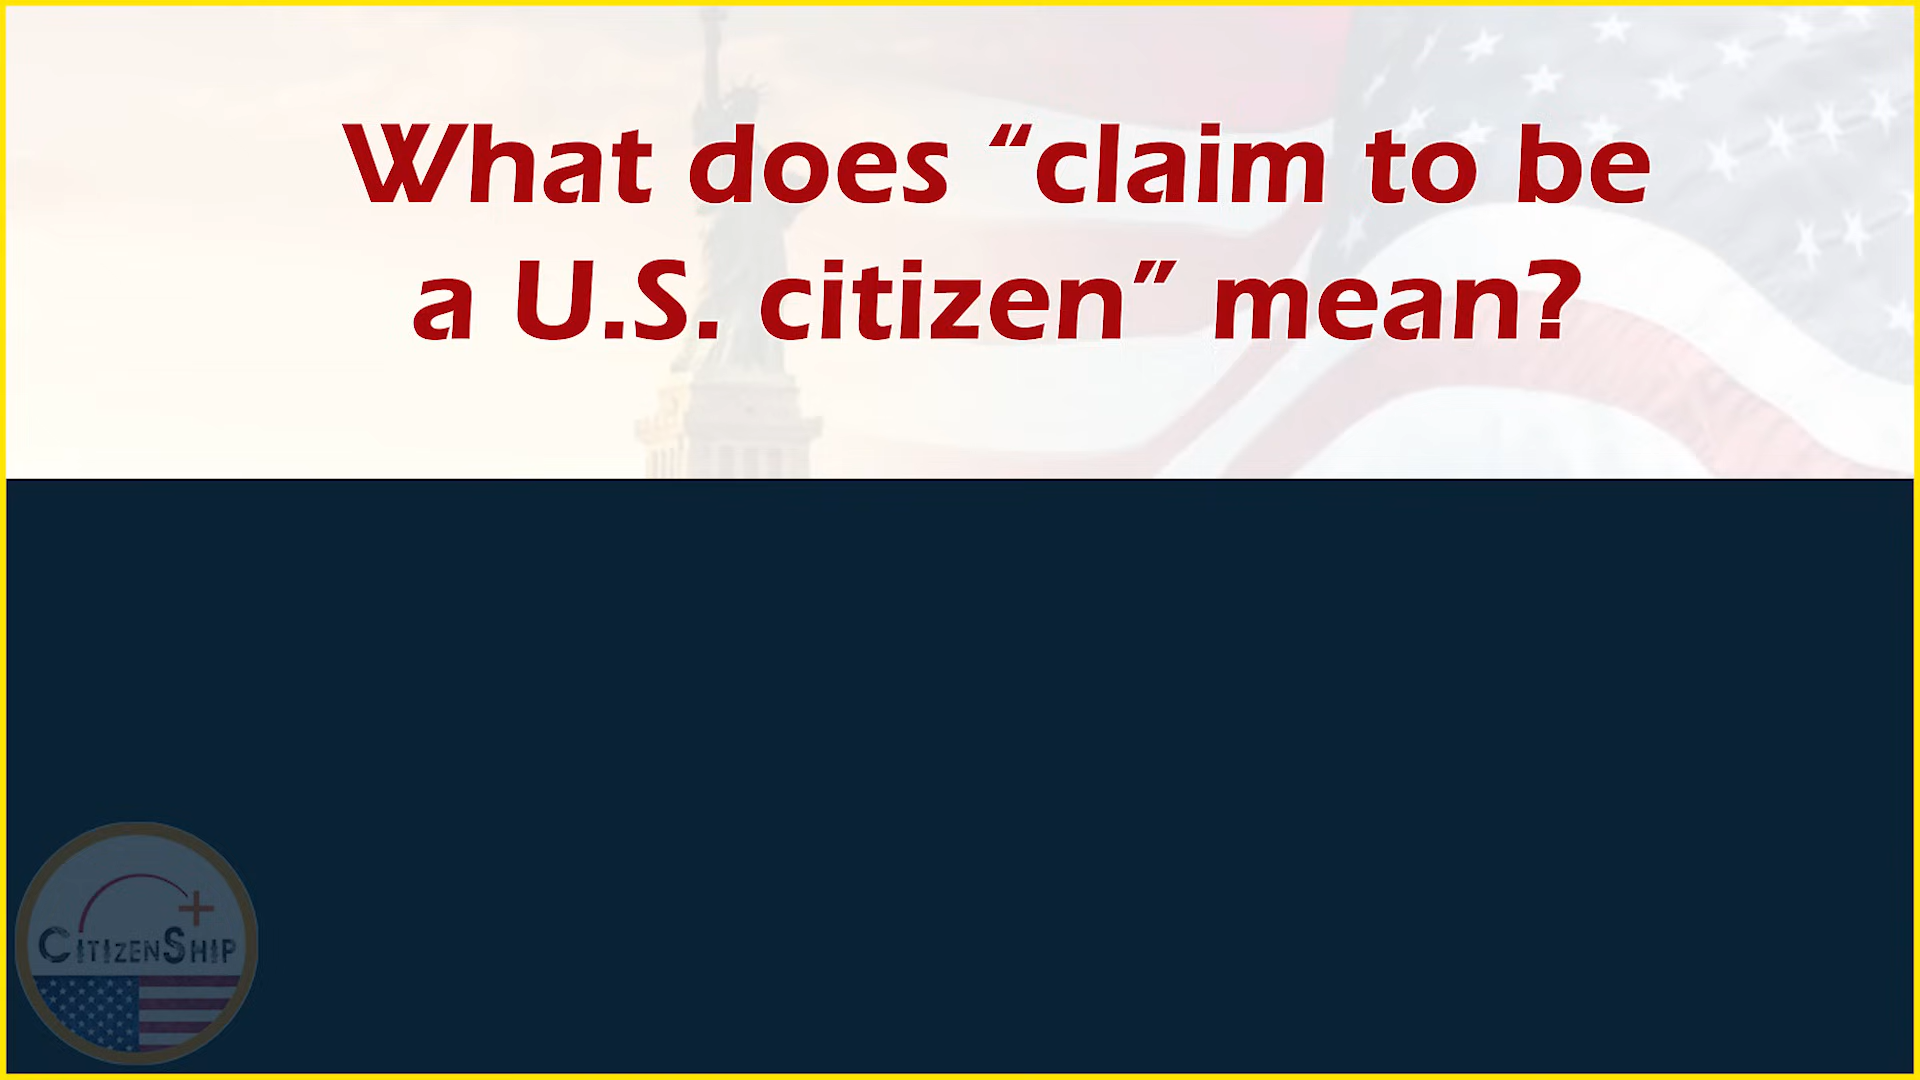 What does “claim to be
a U.S. citizen” mean?
CITIZENSHIP